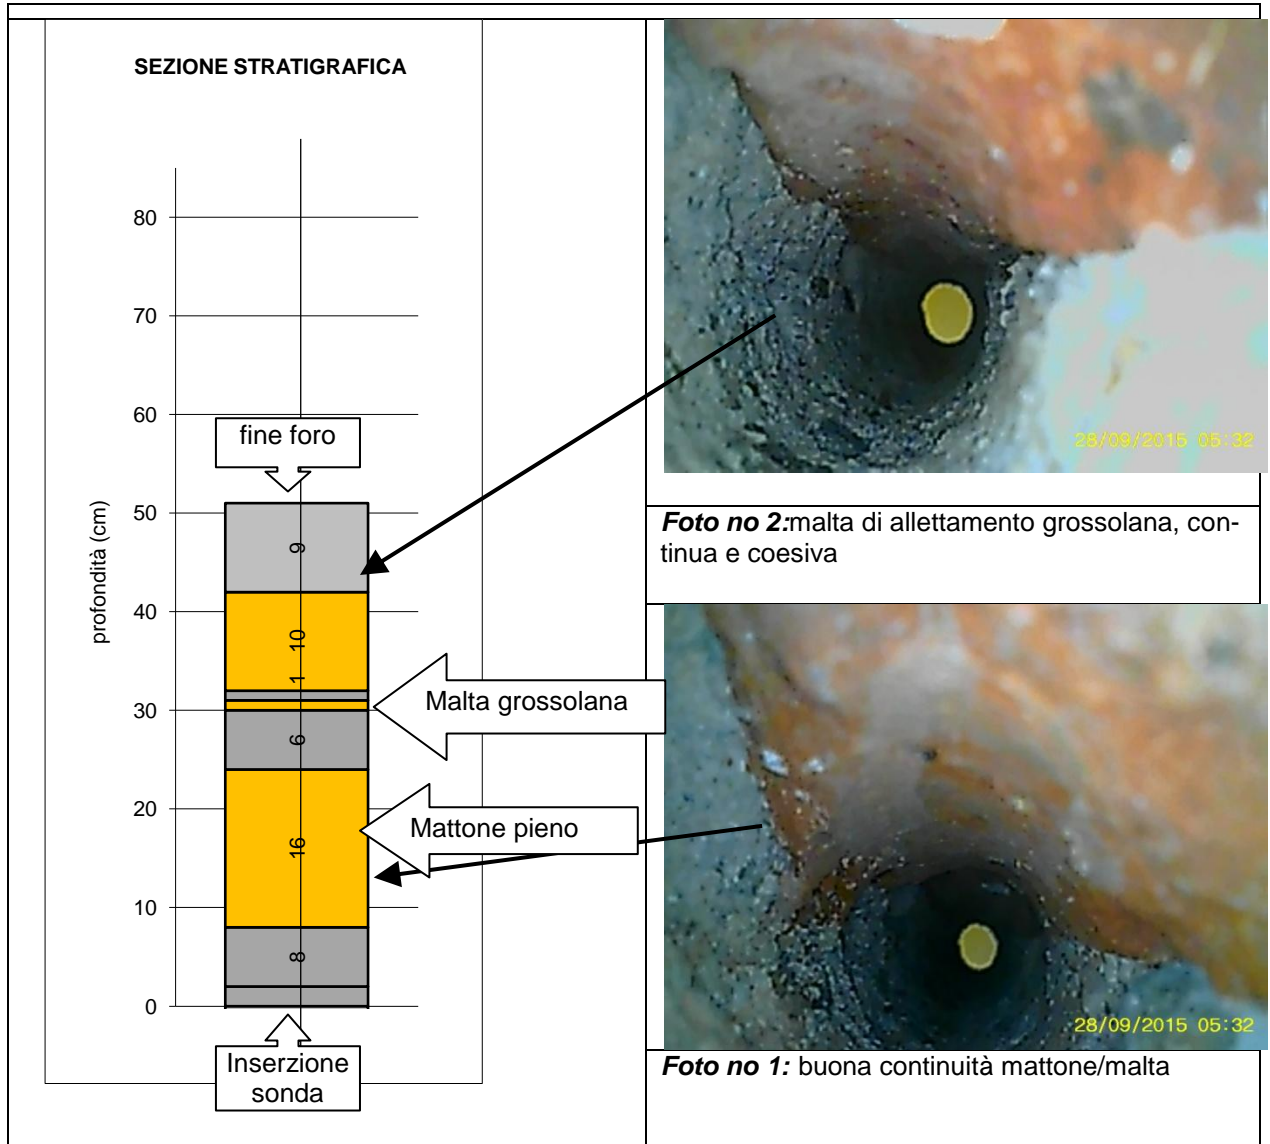 SEZIONE STRATIGRAFICA
80
70
60
fine foro
50
profondità (cm)
9
40
10
1
Malta grossolana
30
6
20
Mattone pieno
16
10
8
0
Inserzione
sonda
28/09/2015 05:32
Foto no 2:malta di allettamento grossolana, con-
tinua e coesiva
28/09/2015 05:32
Foto no 1: buona continuità mattone/malta